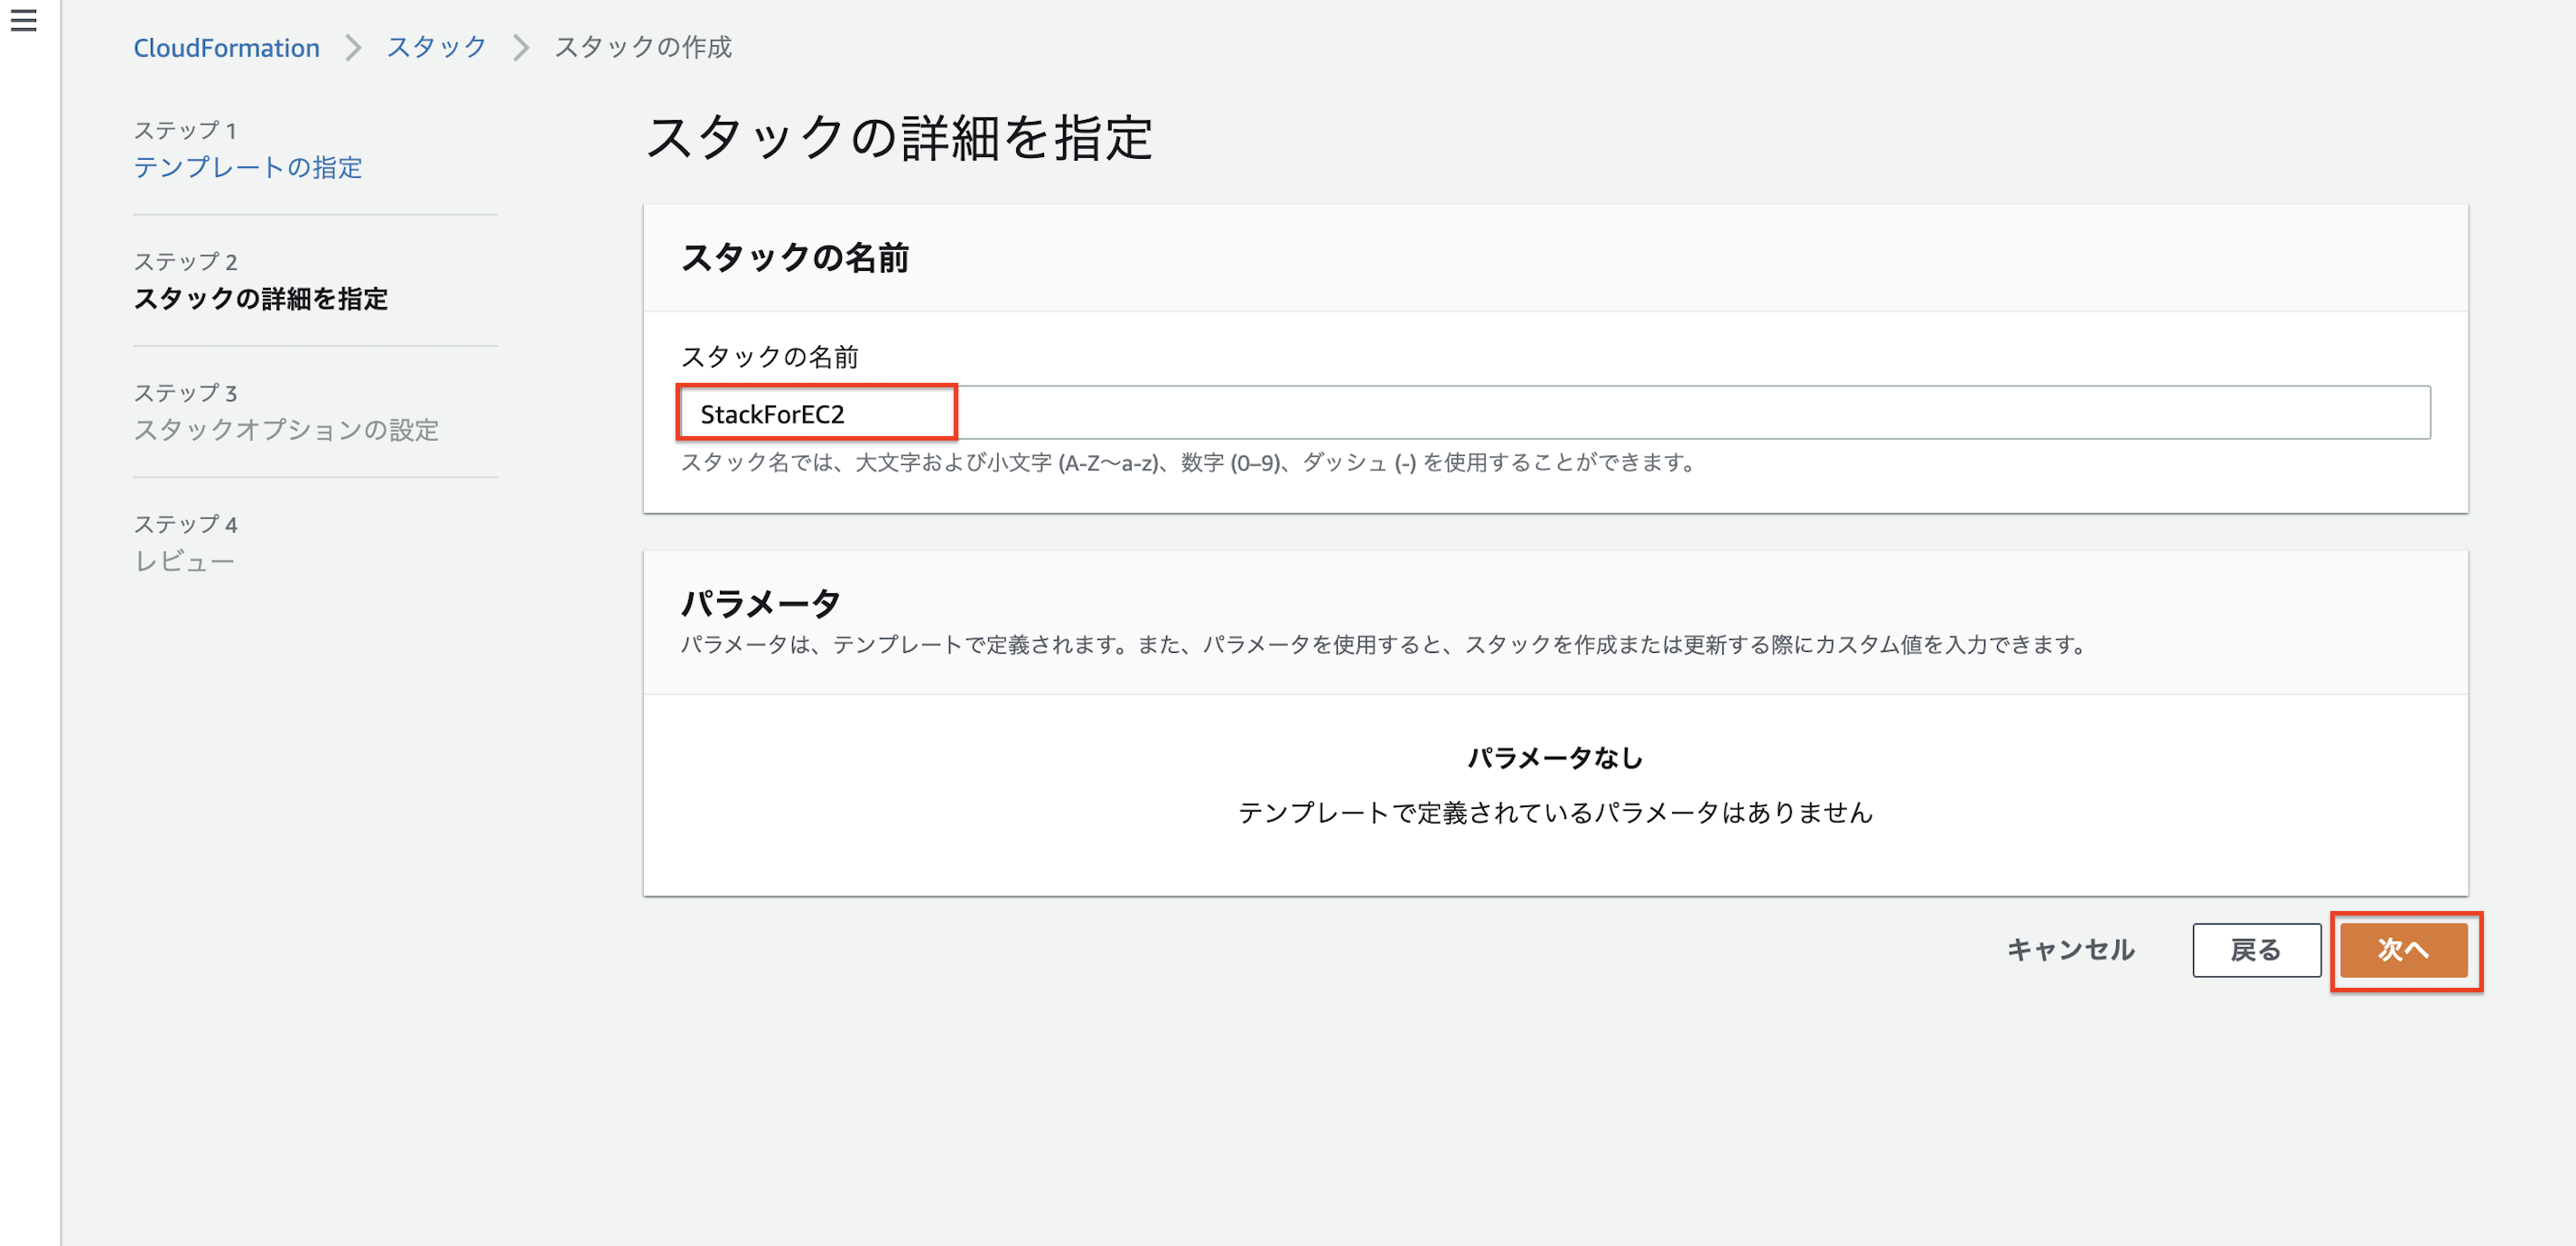 CloudFormation > スタック > スタックの作成
ステップ 1
テンプレートの指定
ステップ 2
スタックの詳細を指定
ステップ 3
スタックオプションの設定
ステップ 4
レビュー
スタックの詳細を指定
スタックの名前
スタックの名前
StackForEC2
スタック名では、大文字および小文字 (A-Z～a-z)、数字 (0–9)、ダッシュ (-) を使用することができます。
パラメータ
パラメータは、テンプレートで定義されます。また、パラメータを使用すると、スタックを作成または更新する際にカスタム値を入力できます。
パラメータなし
テンプレートで定義されているパラメータはありません
キャンセル 戻る 次へ